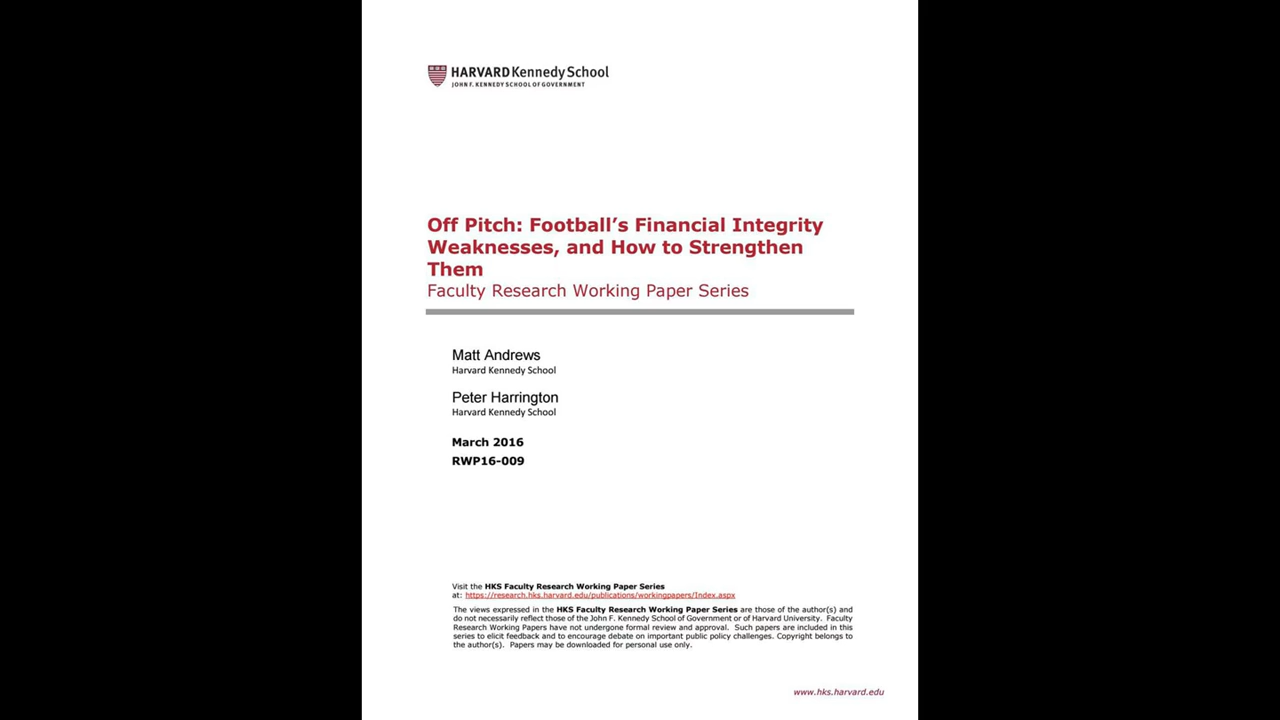 HARVARD Kennedy School
JOHN F. KENNEDY SCHOOL OF GOVERNMENT
Off Pitch: Football’s Financial Integrity
Weaknesses, and How to Strengthen
Them
Faculty Research Working Paper Series
Matt Andrews
Harvard Kennedy School
Peter Harrington
Harvard Kennedy School
March 2016
RWP16-009
Visit the HKS Faculty Research Working Paper Series
at: https://research.hks.harvard.edu/publications/workingpapers/Index.aspx
The views expressed in the HKS Faculty Research Working Paper Series are those of the author(s) and
do not necessarily reflect those of the John F. Kennedy School of Government or of Harvard University. Faculty
Research Working Papers have not undergone formal review and approval. Such papers are included in this
series to elicit feedback and to encourage debate on important public policy challenges. Copyright belongs to
the author(s). Papers may be downloaded for personal use only.
www.hks.harvard.edu